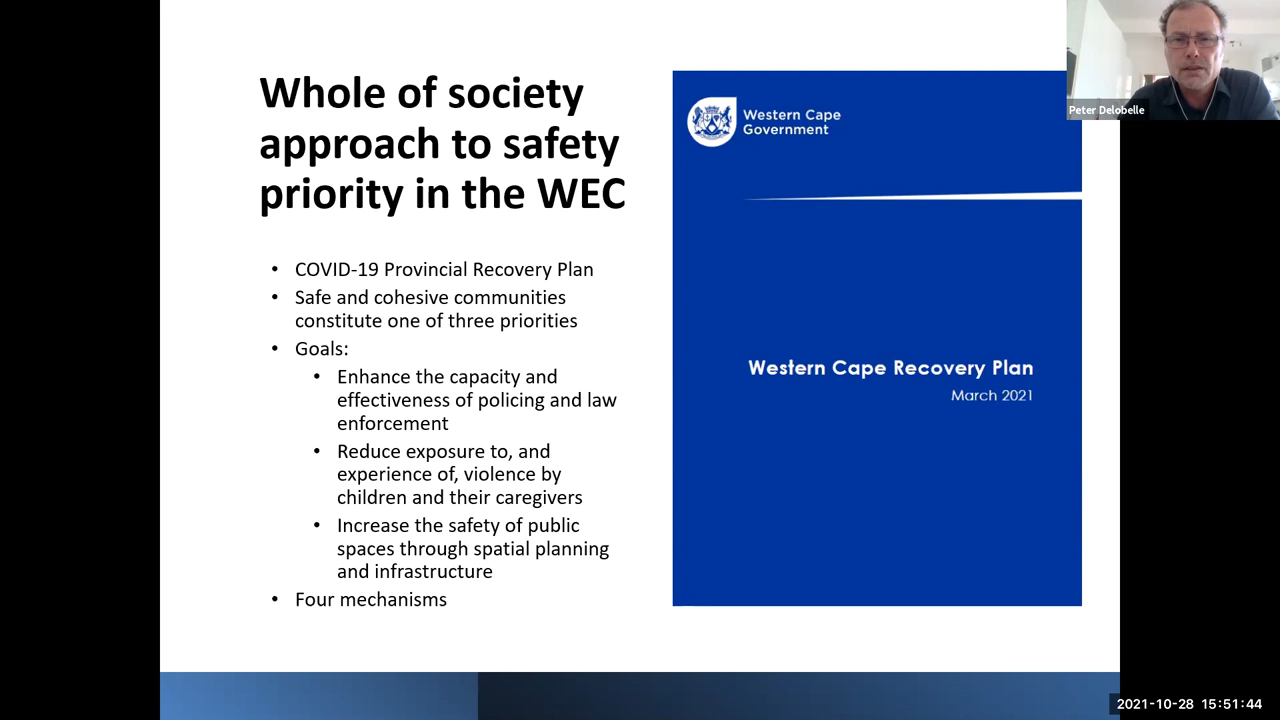 Whole of society
approach to safety
priority in the WEC
• COVID-19 Provincial Recovery Plan
• Safe and cohesive communities
constitute one of three priorities
• Goals:
• Enhance the capacity and
effectiveness of policing and law
enforcement
• Reduce exposure to, and
experience of, violence by
children and their caregivers
• Increase the safety of public
spaces through spatial planning
and infrastructure
• Four mechanisms
Western Cape
Government
Western Cape Recovery Plan
March 2021
Peter Delobelle
2021-10-28 15:51:44